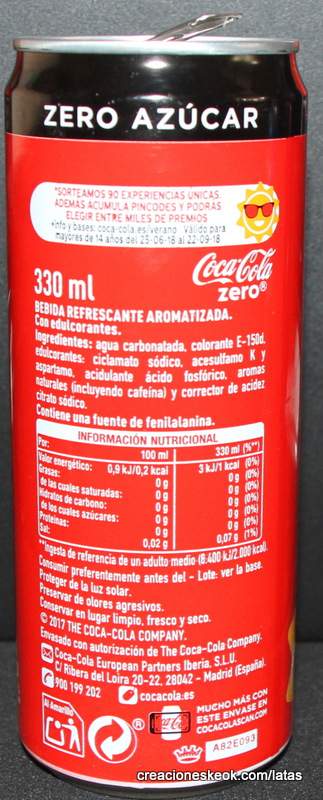 ZERO AZÚCAR
*SORTEAMOS 90 EXPERIENCIAS ÚNICAS.
ADEMÁS ACUMULA PINCODES Y PODRÁS
ELEGIR ENTRE MILES DE PREMIOS
+info y bases: coca-cola.es/verano Válido para
mayores de 14 años del 25-06-18 al 22-09-18
330 ml
Coca-Cola
zero®
BEBIDA REFRESCANTE AROMATIZADA.
Con edulcorantes.
Ingredientes: agua carbonatada, colorante E-150d,
edulcorantes: ciclamato sódico, acesulfamo K y
aspartamo, acidulante ácido fosfórico, aromas
naturales (incluyendo cafeína) y corrector de acidez
citrato sódico.
Contiene una fuente de fenilalanina.
INFORMACIÓN NUTRICIONAL
Por: 100 ml 330 ml (%**)
Valor energético: 0,9 kJ/0,2 kcal 3 kJ/1 kcal (0%)
Grasas: 0 g 0 g (0%)
de las cuales saturadas: 0 g 0 g (0%)
Hidratos de carbono: 0 g 0 g (0%)
de los cuales azúcares: 0 g 0 g (0%)
Proteínas: 0 g 0 g (0%)
Sal: 0,02 g 0,07 g (1%)
**Ingesta de referencia de un adulto medio (8.400 kJ/2.000 kcal).
Consumir preferentemente antes del - Lote: ver la base.
Proteger de la luz solar.
Preservar de olores agresivos.
Conservar en lugar limpio, fresco y seco.
© 2017 THE COCA-COLA COMPANY.
Envasado con autorización de The Coca-Cola Company.
Coca-Cola European Partners Iberia, S.L.U.
C/ Ribera del Loira 20-22, 28042 - Madrid (España).
900 199 202 cocacola.es
Al Amarillo
Coca-Cola
MUCHO MÁS CON
ESTE ENVASE EN
COCACOLASCAN.COM
A82E093
creacioneskeok.com/latas